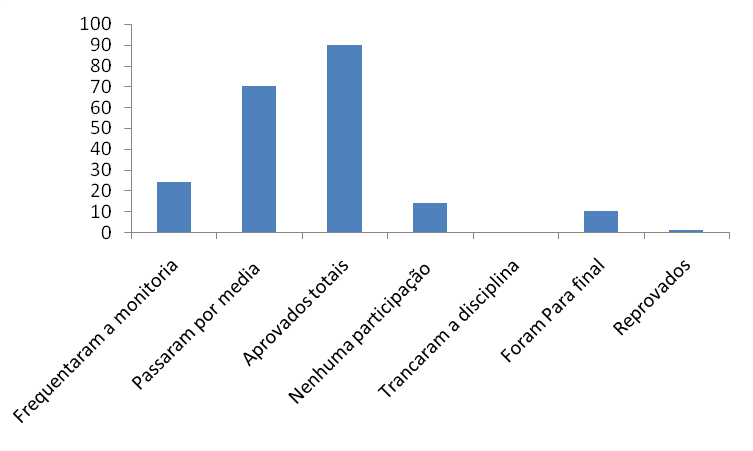 100
90
80
70
60
50
40
30
20
10
0
Frequentaram a monitoria
Passaram por media
Aprovados totais
Nenhuma participação
Trancaram a disciplina
Foram Para final
Reprovados